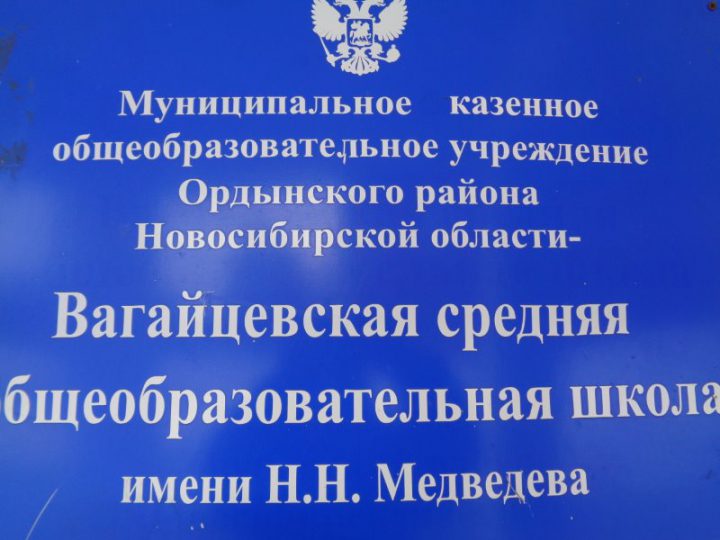 Муниципальное казенное
общеобразовательное учреждение
Ордынского района
Новосибирской области-
Вагайцевская средняя
общеобразовательная школа
имени Н.Н. Медведева